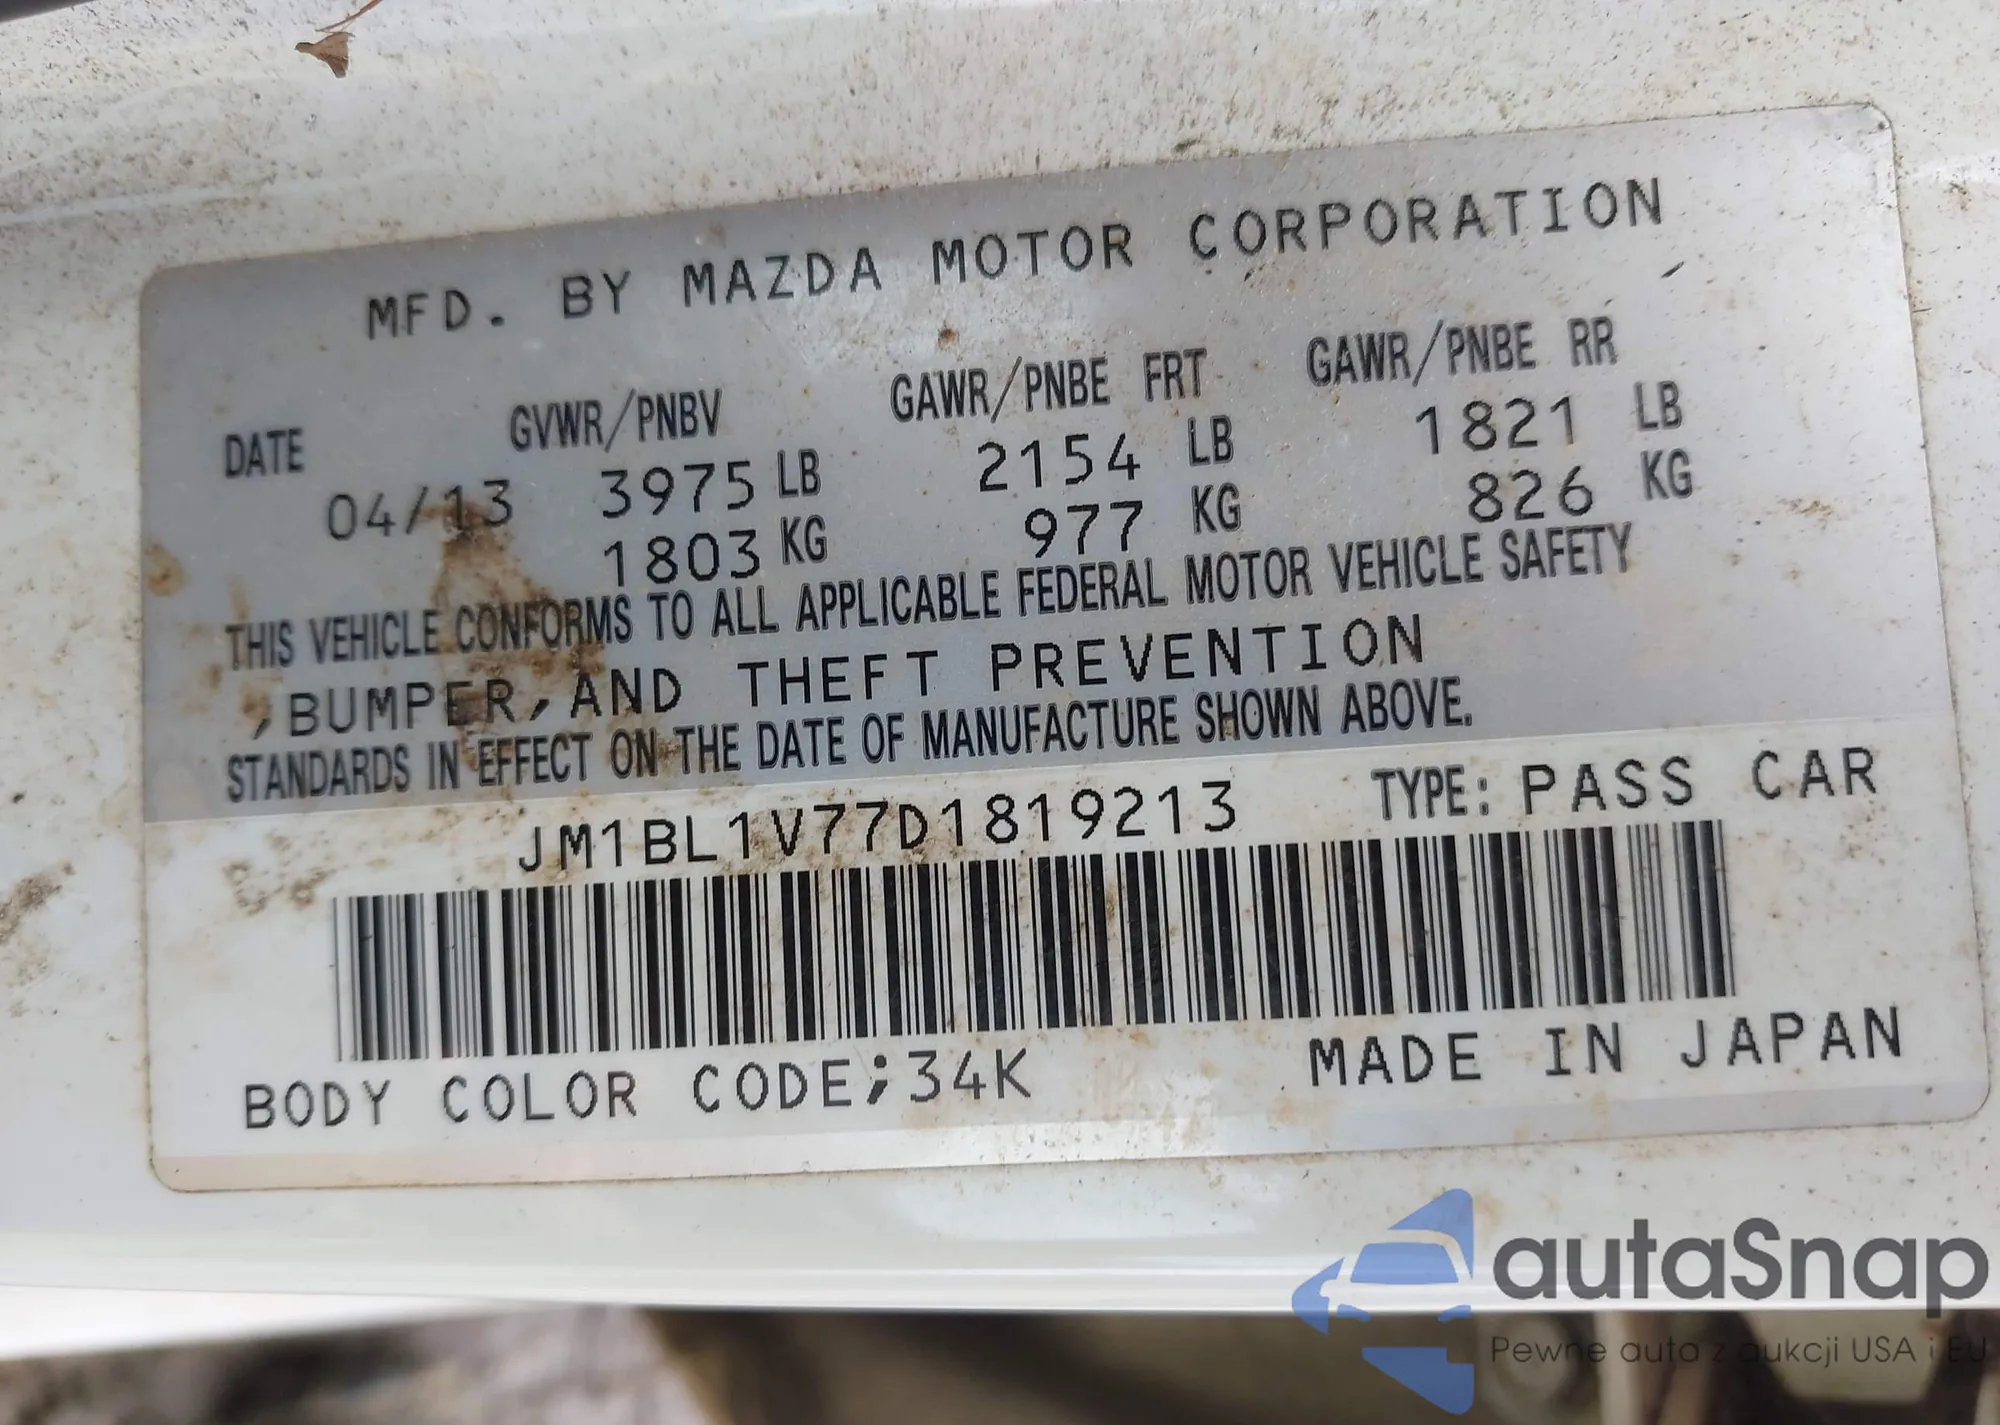 MFD. BY MAZDA MOTOR CORPORATION
DATE GVWR/PNBV GAWR/PNBE FRT GAWR/PNBE RR
04/13 3975 LB 2154 LB 1821 LB
1803 KG 977 KG 826 KG
THIS VEHICLE CONFORMS TO ALL APPLICABLE FEDERAL MOTOR VEHICLE SAFETY
,BUMPER,AND THEFT PREVENTION
STANDARDS IN EFFECT ON THE DATE OF MANUFACTURE SHOWN ABOVE.
JM1BL1V77D1819213 TYPE: PASS CAR
BODY COLOR CODE;34K MADE IN JAPAN
autaSnap
Pewne auta z aukcji USA i EU